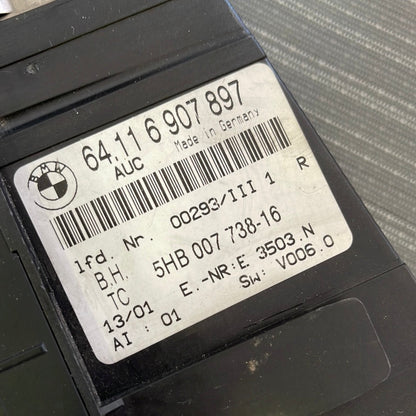 BMW
64.11 6 907 897
AUC Made in Germany
lfd. Nr. 00293/III 1 R
B.H. 5HB 007 738-16
TC E.-NR:E 3503.N
13/01 SW: V006.0
AI : 01